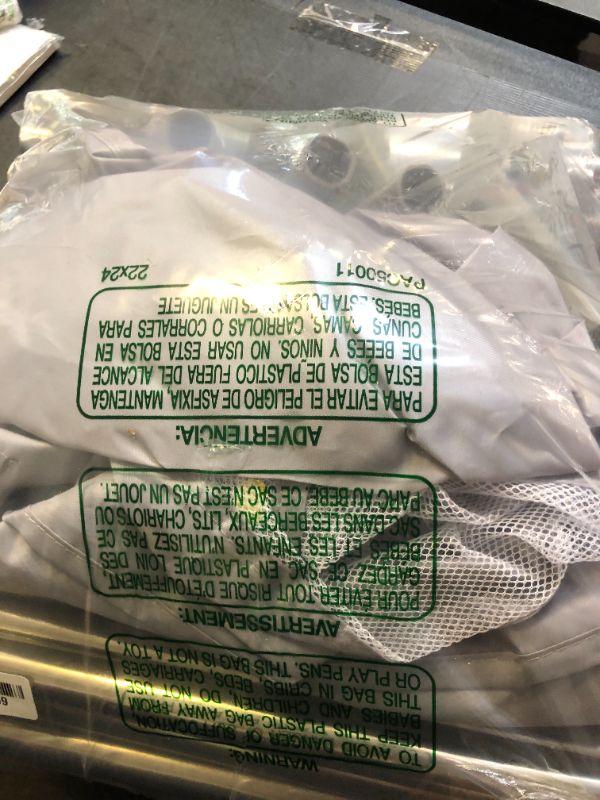 WARNING:
TO AVOID DANGER OF SUFFOCATION,
KEEP THIS PLASTIC BAG AWAY FROM
BABIES AND CHILDREN, DO NOT USE
THIS BAG IN CRIBS, BEDS, CARRIAGES
OR PLAY PENS. THIS BAG IS NOT A TOY.
AVERTISSEMENT:
POUR ÉVITER TOUT RISQUE D'ETOUFFEMENT,
GARDEZ CE SAC EN PLASTIQUE LOIN DES
BÉBÉS ET LES ENFANTS. N'UTILISEZ PAS DE
SAC DANS LES BERCEAUX, LITS, CHARIOTS OU
PARC AU BEBE. CE SAC N'EST PAS UN JOUET.
ADVERTENCIA:
PARA EVITAR EL PELIGRO DE ASFIXIA, MANTENGA
ESTA BOLSA DE PLASTICO FUERA DEL ALCANCE
DE BEBES Y NIÑOS. NO USAR ESTA BOLSA EN
CUNAS, CAMAS, CARRIOLAS O CORRALES PARA
BEBÉS. ESTA BOLSA ES UN JUGUETE
22x24